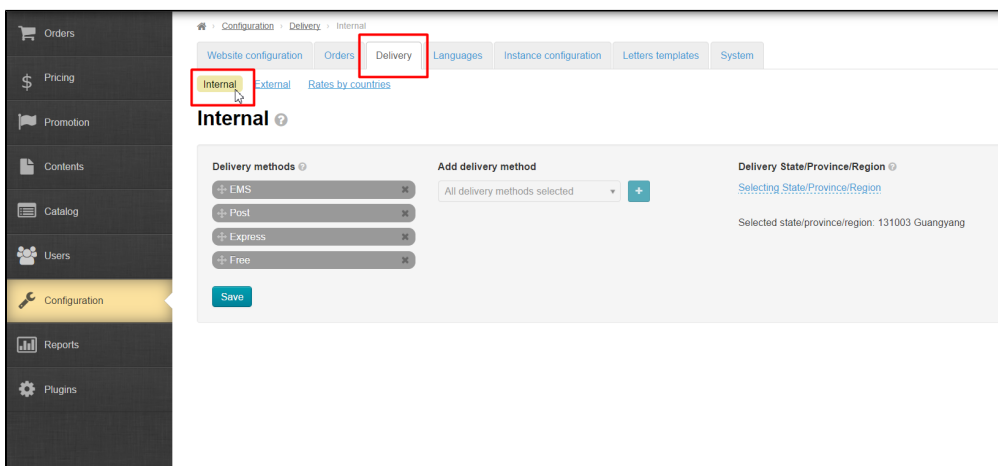 Orders
Pricing
Promotion
Contents
Catalog
Users
Configuration
Reports
Plugins
Configuration › Delivery › Internal
Website configuration Orders Delivery Languages Instance configuration Letters templates System
Internal External Rates by countries
Internal
Delivery methods
EMS
Post
Express
Free
Save
Add delivery method
All delivery methods selected
+
Delivery State/Province/Region
Selecting State/Province/Region
Selected state/province/region: 131003 Guangyang